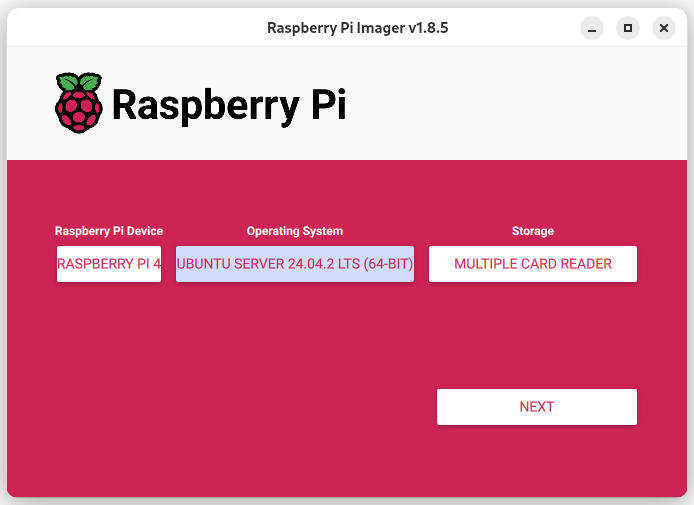 Raspberry Pi Imager v1.8.5
Raspberry Pi
Raspberry Pi Device Operating System Storage
RASPBERRY PI 4 UBUNTU SERVER 24.04.2 LTS (64-BIT) MULTIPLE CARD READER
NEXT